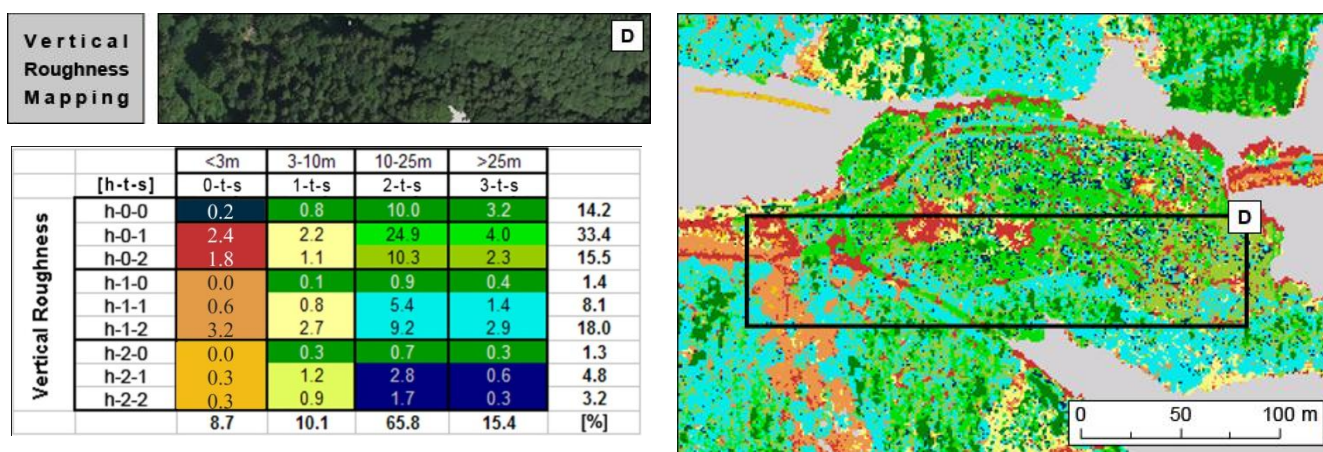 Vertical
Roughness
Mapping
D
<3m 3-10m 10-25m >25m
[h-t-s] 0-t-s 1-t-s 2-t-s 3-t-s
Vertical Roughness
h-0-0 0.2 0.8 10.0 3.2 14.2
h-0-1 2.4 2.2 24.9 4.0 33.4
h-0-2 1.8 1.1 10.3 2.3 15.5
h-1-0 0.0 0.1 0.9 0.4 1.4
h-1-1 0.6 0.8 5.4 1.4 8.1
h-1-2 3.2 2.7 9.2 2.9 18.0
h-2-0 0.0 0.3 0.7 0.3 1.3
h-2-1 0.3 1.2 2.8 0.6 4.8
h-2-2 0.3 0.9 1.7 0.3 3.2
8.7 10.1 65.8 15.4 [%]
D
0 50 100 m